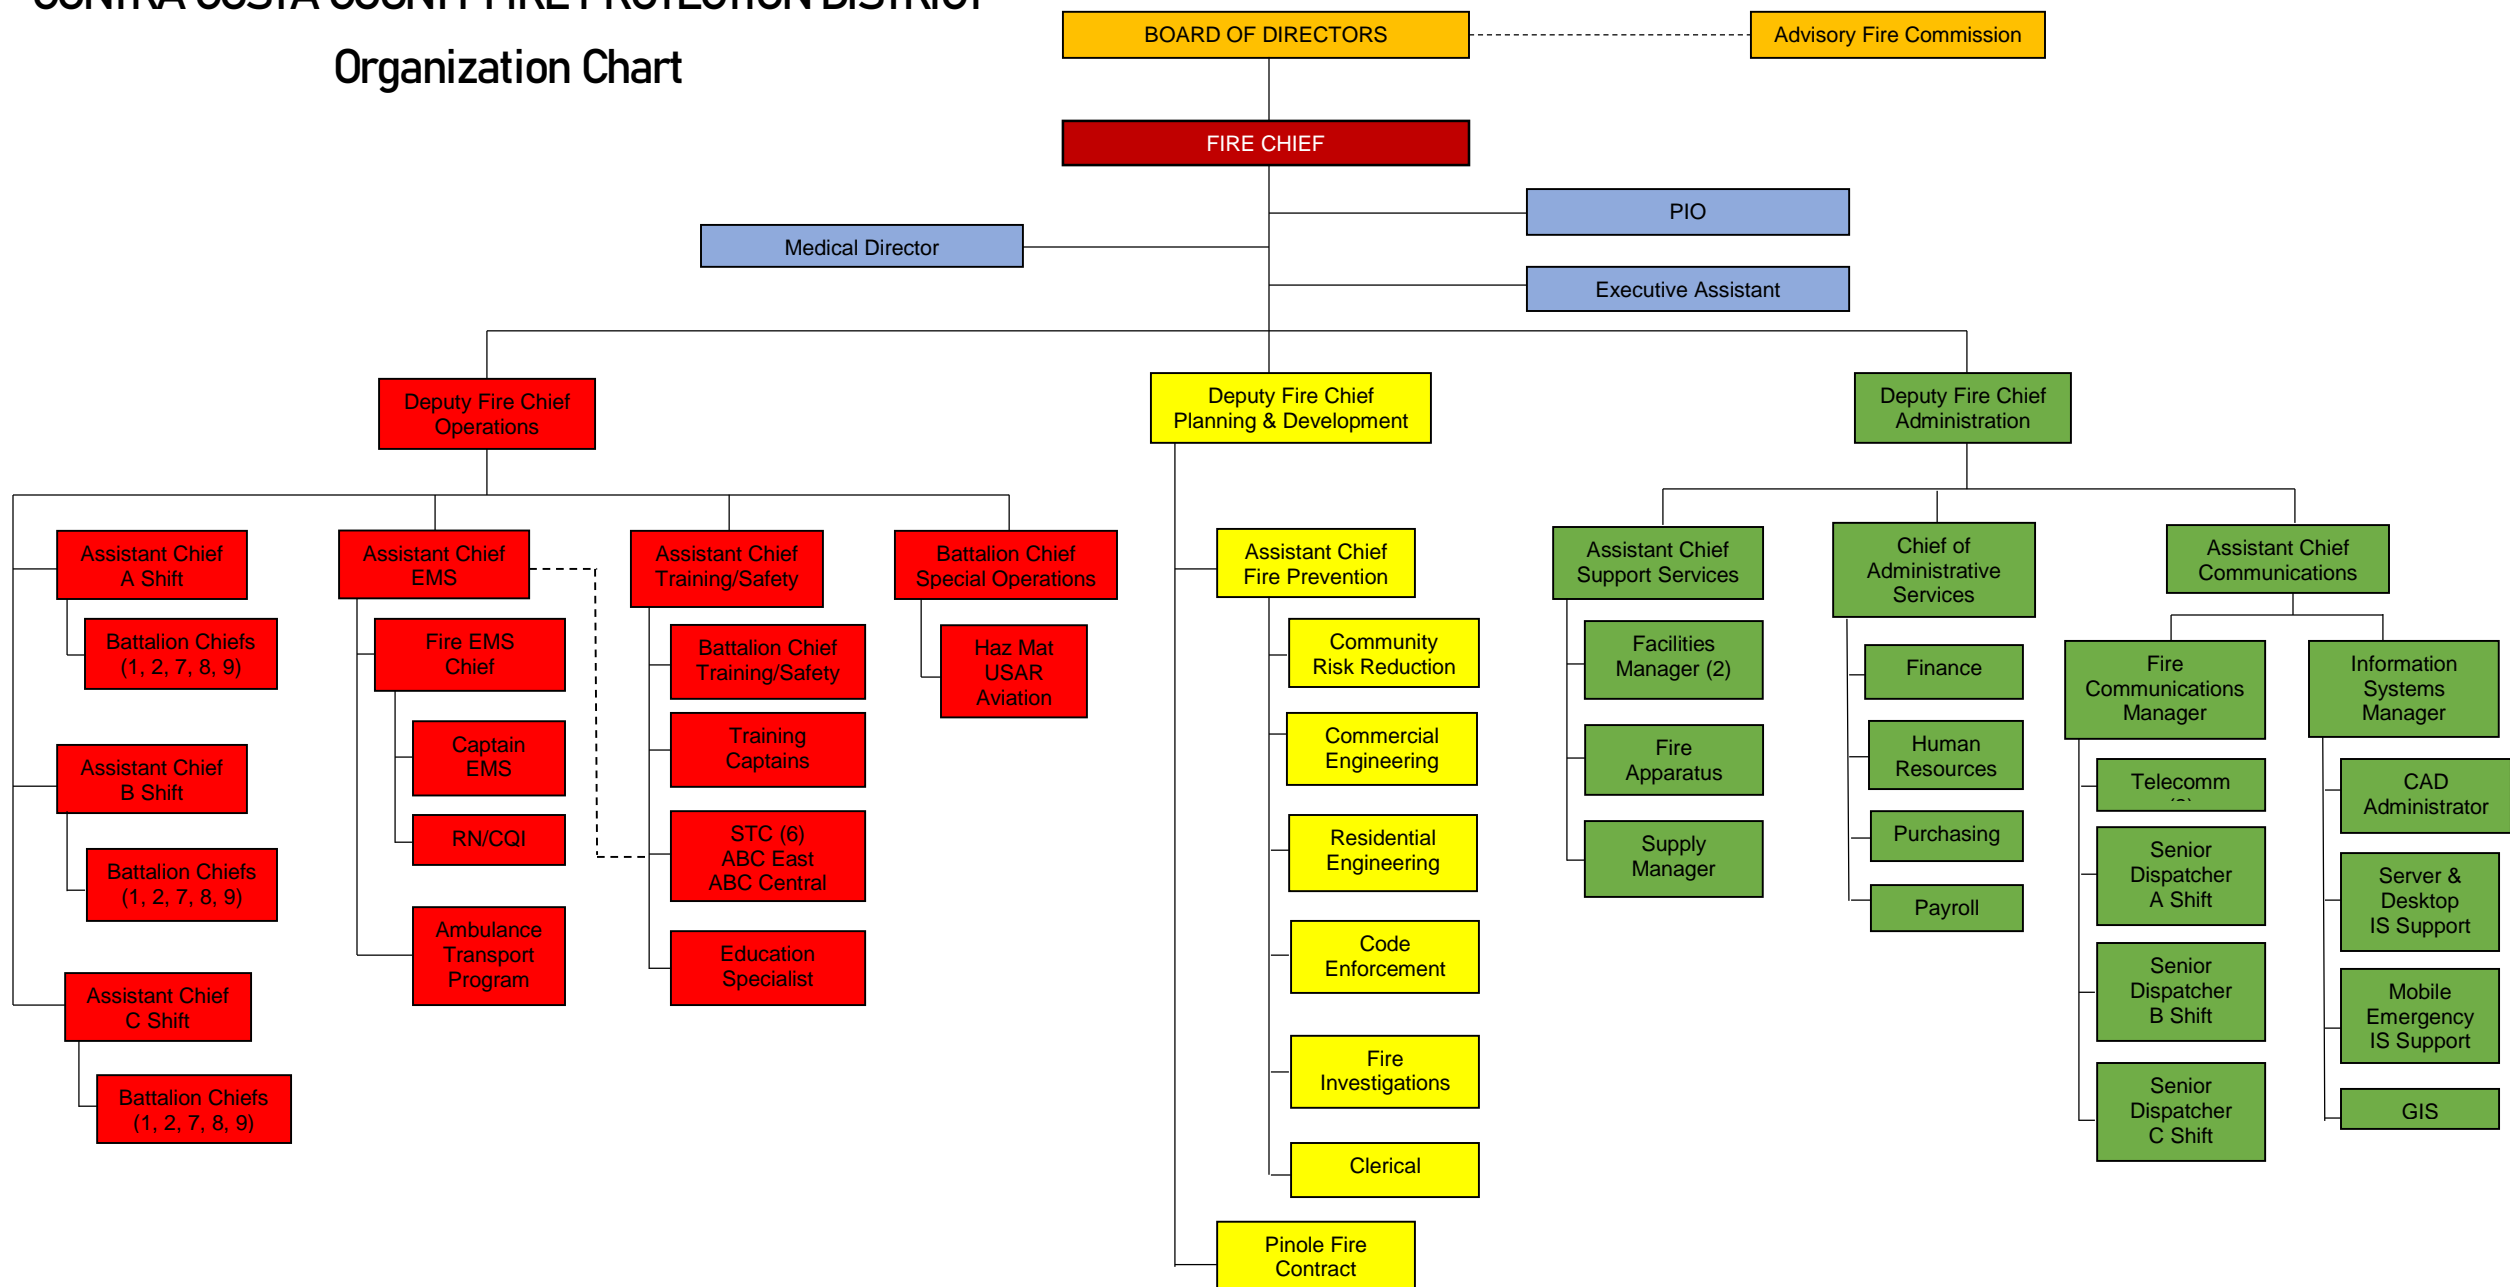 CONTRA COSTA COUNTY FIRE PROTECTION DISTRICT
Organization Chart
BOARD OF DIRECTORS
Advisory Fire Commission
FIRE CHIEF
PIO
Medical Director
Executive Assistant
Deputy Fire Chief
Operations
Deputy Fire Chief
Planning & Development
Deputy Fire Chief
Administration
Assistant Chief
A Shift
Battalion Chiefs
(1, 2, 7, 8, 9)
Assistant Chief
B Shift
Battalion Chiefs
(1, 2, 7, 8, 9)
Assistant Chief
C Shift
Battalion Chiefs
(1, 2, 7, 8, 9)
Assistant Chief
EMS
Fire EMS
Chief
Captain
EMS
RN/CQI
Ambulance
Transport
Program
Assistant Chief
Training/Safety
Battalion Chief
Training/Safety
Training
Captains
STC (6)
ABC East
ABC Central
Education
Specialist
Battalion Chief
Special Operations
Haz Mat
USAR
Aviation
Assistant Chief
Fire Prevention
Community
Risk Reduction
Commercial
Engineering
Residential
Engineering
Code
Enforcement
Fire
Investigations
Clerical
Pinole Fire
Contract
Assistant Chief
Support Services
Facilities
Manager (2)
Fire
Apparatus
Supply
Manager
Chief of
Administrative
Services
Finance
Human
Resources
Purchasing
Payroll
Assistant Chief
Communications
Fire
Communications
Manager
Telecomm
Senior
Dispatcher
A Shift
Senior
Dispatcher
B Shift
Senior
Dispatcher
C Shift
Information
Systems
Manager
CAD
Administrator
Server &
Desktop
IS Support
Mobile
Emergency
IS Support
GIS